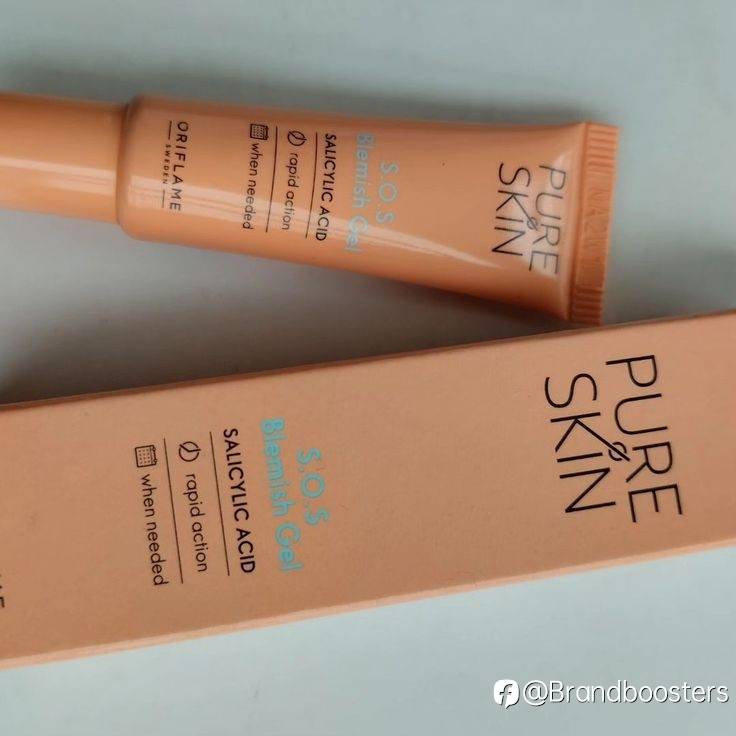 PURE
SKIN
S.O.S
Blemish Gel
SALICYLIC ACID
rapid action
when needed
ORIFLAME
SWEDEN
PURE
SKIN
S.O.S
Blemish Gel
SALICYLIC ACID
rapid action
when needed
@Brandboosters